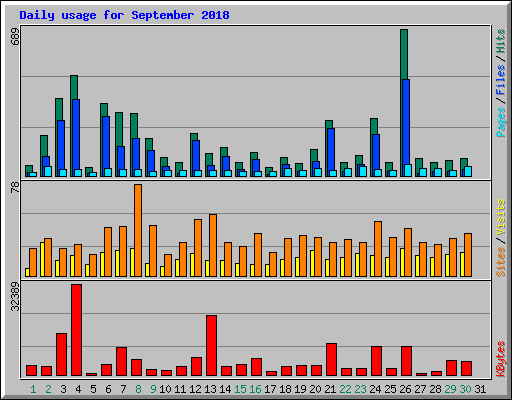 Daily usage for September 2018
689
Pages / Files / Hits
78
Sites / Visits
32389
KBytes
1 2 3 4 5 6 7 8 9 10 11 12 13 14 15 16 17 18 19 20 21 22 23 24 25 26 27 28 29 30 31